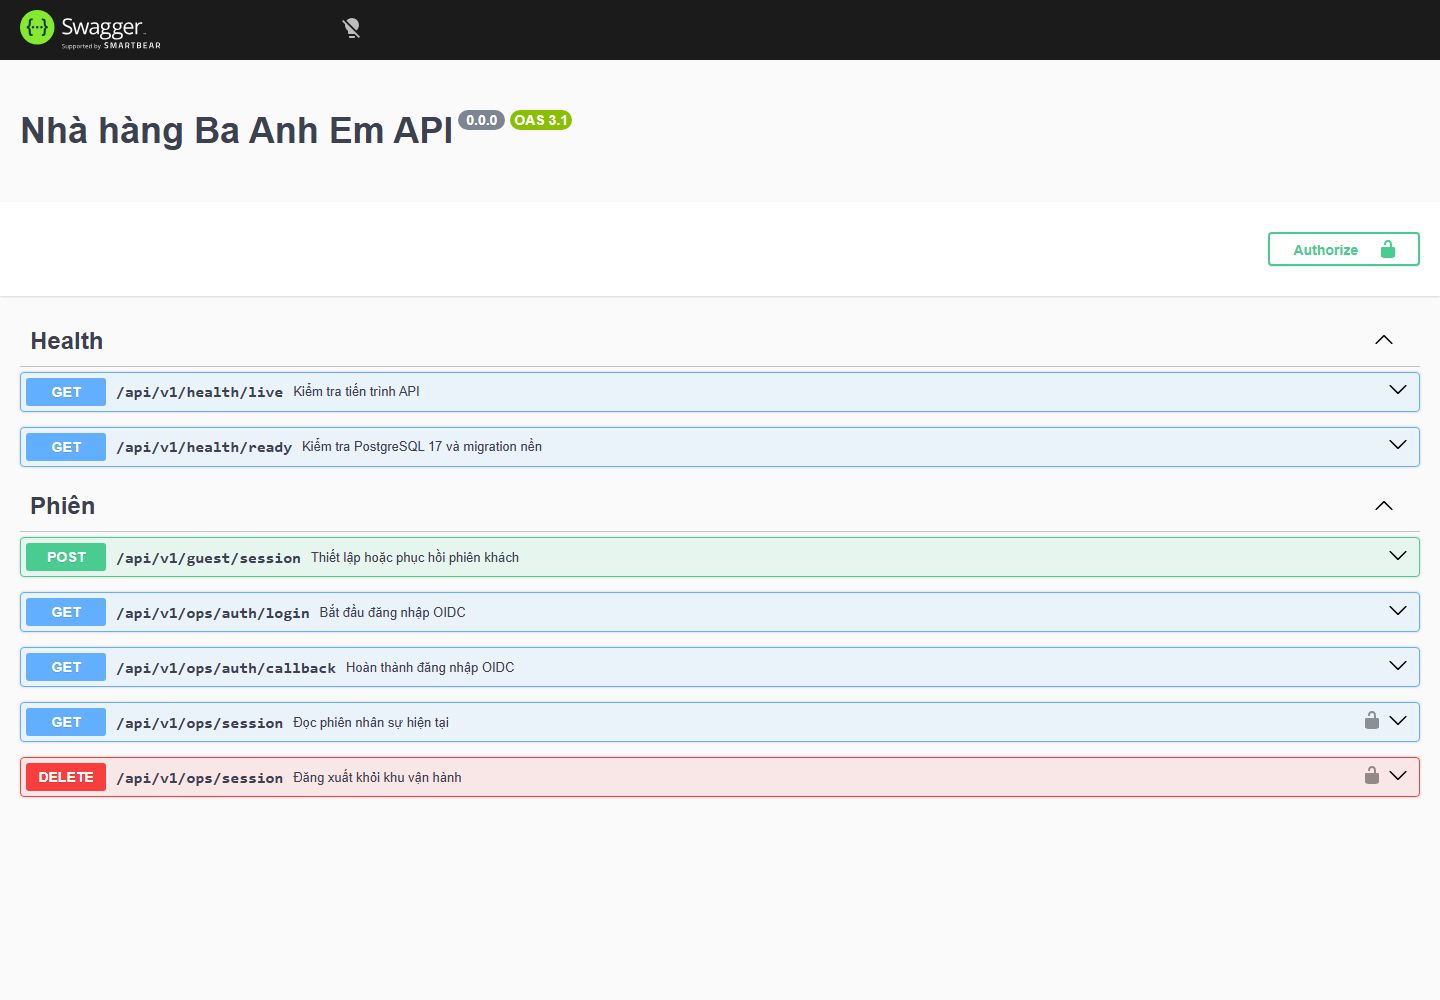 Swagger
Supported by SMARTBEAR
Nhà hàng Ba Anh Em API 0.0.0 OAS 3.1
Authorize
Health
GET /api/v1/health/live Kiểm tra tiến trình API
GET /api/v1/health/ready Kiểm tra PostgreSQL 17 và migration nền
Phiên
POST /api/v1/guest/session Thiết lập hoặc phục hồi phiên khách
GET /api/v1/ops/auth/login Bắt đầu đăng nhập OIDC
GET /api/v1/ops/auth/callback Hoàn thành đăng nhập OIDC
GET /api/v1/ops/session Đọc phiên nhân sự hiện tại
DELETE /api/v1/ops/session Đăng xuất khỏi khu vận hành